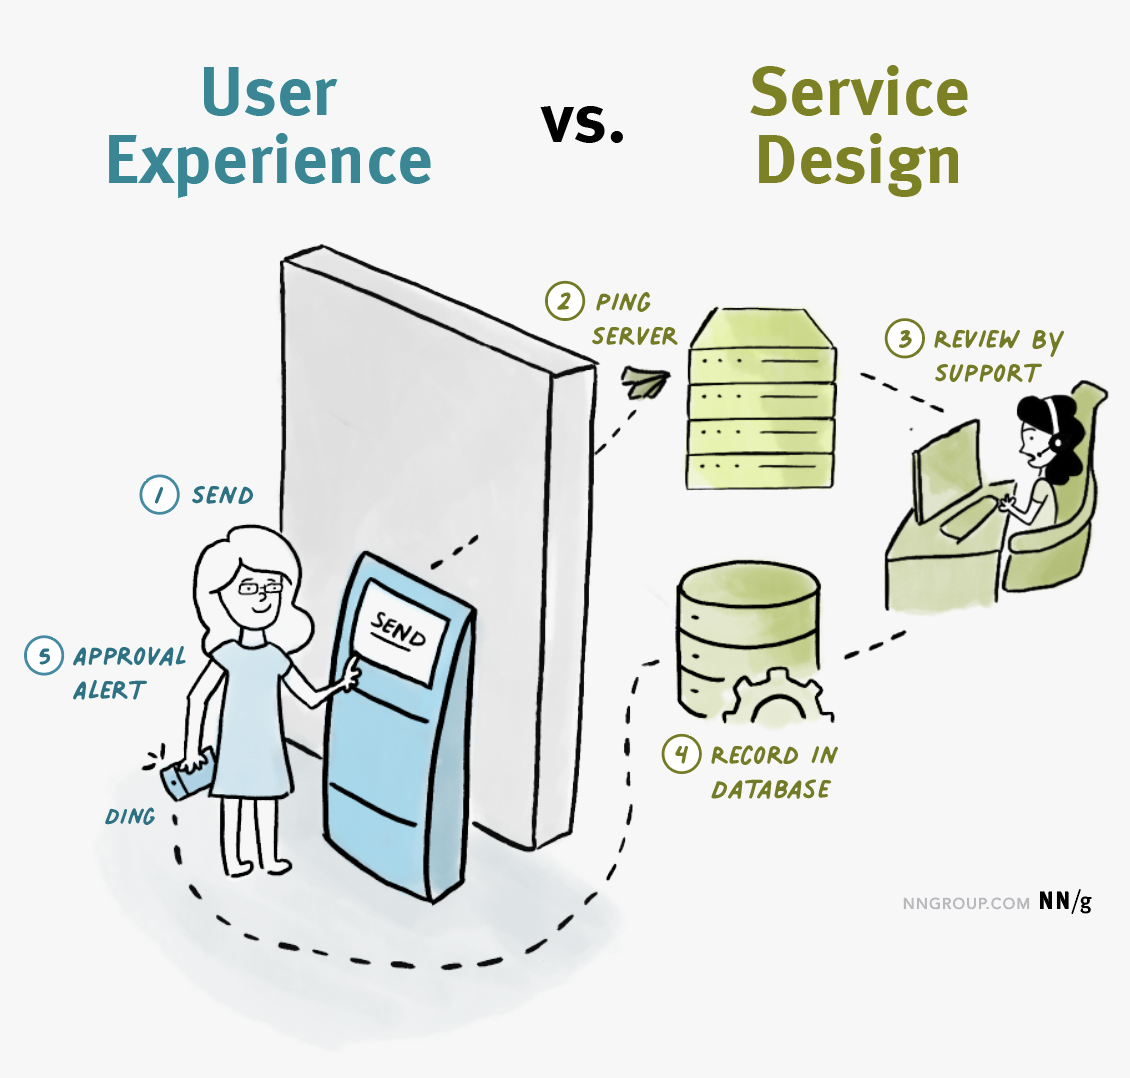 User
Experience
vs.
Service
Design
2 PING
SERVER
3 REVIEW BY
SUPPORT
1 SEND
SEND
5 APPROVAL
ALERT
DING
4 RECORD IN
DATABASE
NNGROUP.COM NN/g